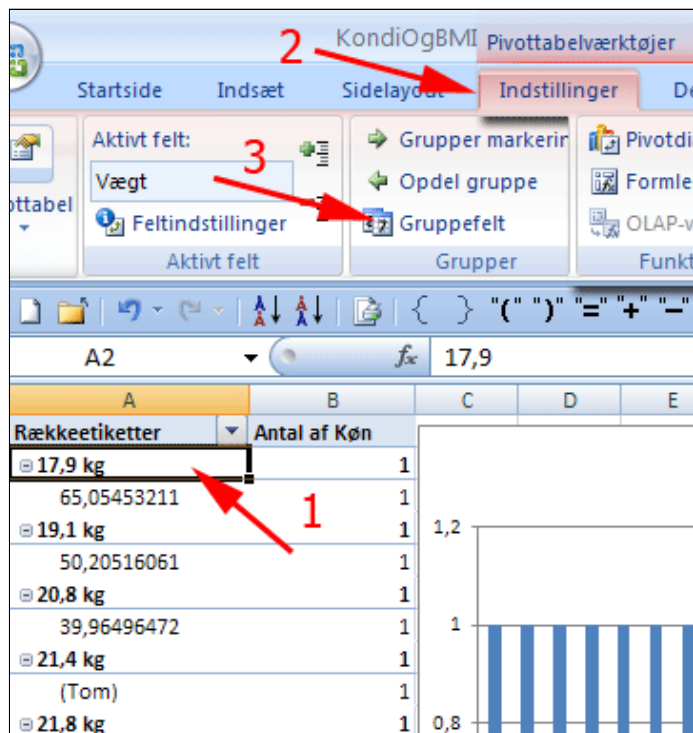 KondiOgBMI Pivottabelværktøjer
2
Startside Indsæt Sidelayout Indstillinger De
Aktivt felt: Grupper markerin Pivotdi
3
Vægt Opdel gruppe Formle
ottabel Feltindstillinger Gruppefelt OLAP-v
Aktivt felt Grupper Funkt
{ } "(" ")" "=" "+" "−"
A2 fx 17,9
A B C D E
Rækkeetiketter Antal af Køn
17,9 kg 1
65,05453211 1
1
19,1 kg 1 1,2
50,20516061 1
20,8 kg 1
39,96496472 1 1
21,4 kg 1
(Tom) 1
21,8 kg 1 0,8